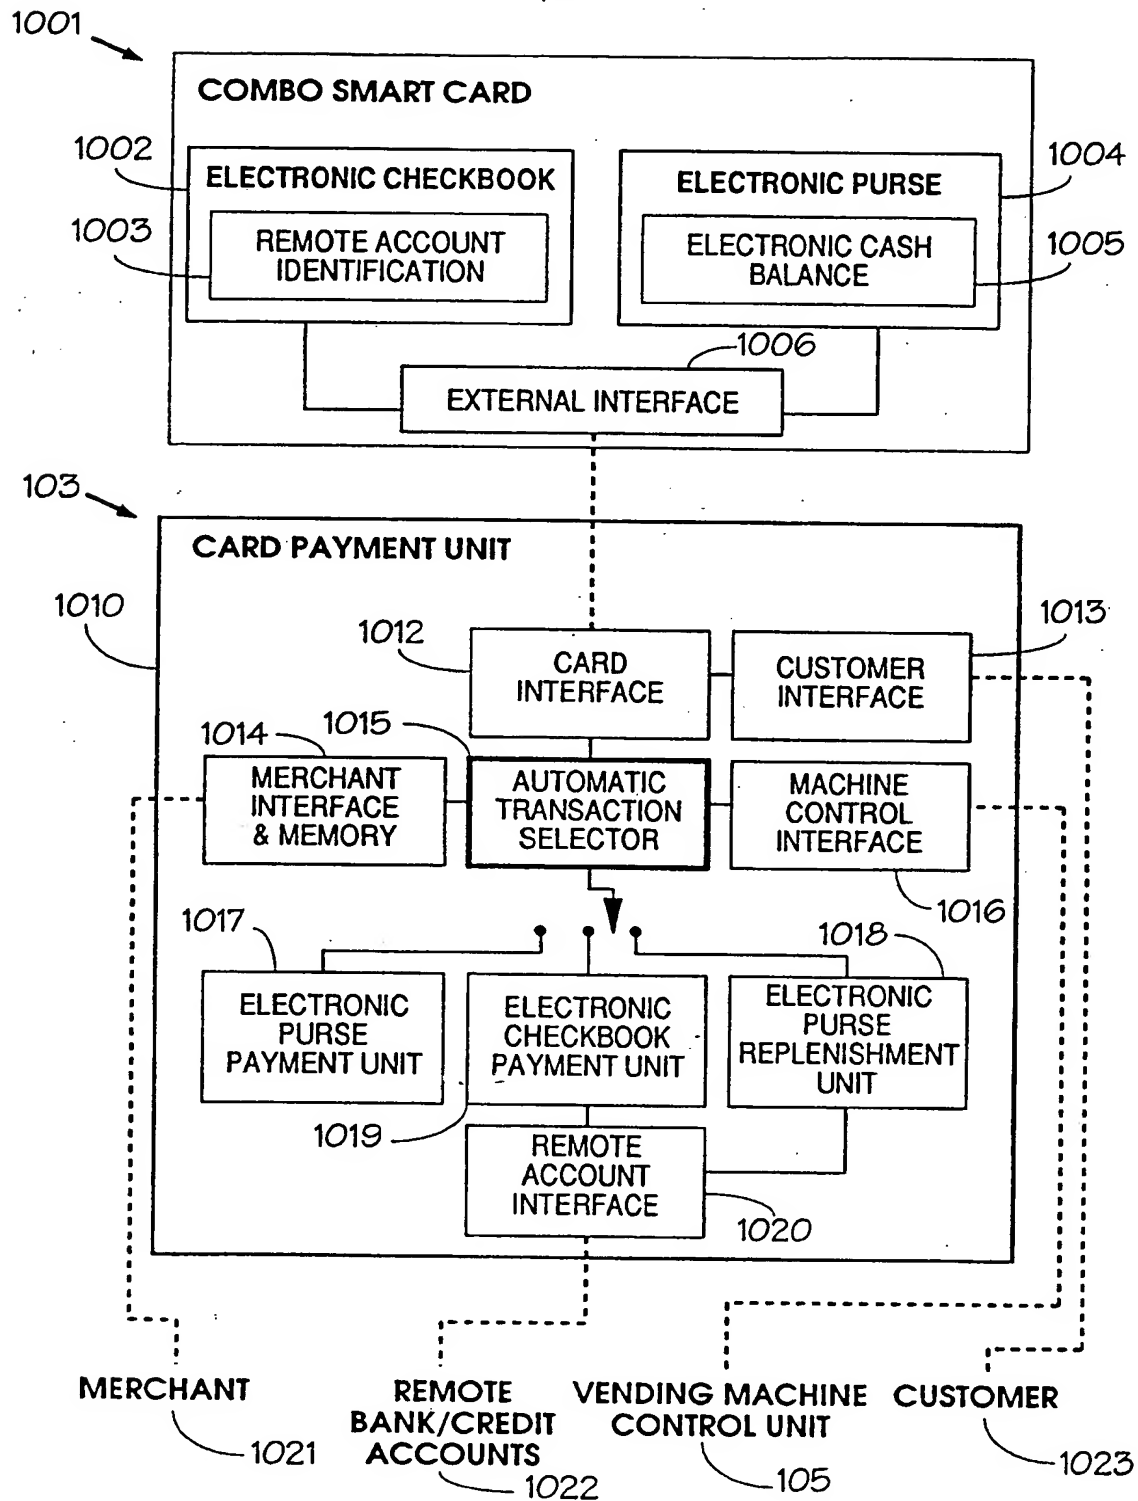 1001
COMBO SMART CARD
1002
ELECTRONIC CHECKBOOK
1003
REMOTE ACCOUNT
IDENTIFICATION
1004
ELECTRONIC PURSE
ELECTRONIC CASH
BALANCE
1005
1006
EXTERNAL INTERFACE
103
CARD PAYMENT UNIT
1010
1012
CARD
INTERFACE
1013
CUSTOMER
INTERFACE
1014
MERCHANT
INTERFACE
& MEMORY
1015
AUTOMATIC
TRANSACTION
SELECTOR
MACHINE
CONTROL
INTERFACE
1016
1017
ELECTRONIC
PURSE
PAYMENT UNIT
ELECTRONIC
CHECKBOOK
PAYMENT UNIT
1018
ELECTRONIC
PURSE
REPLENISHMENT
UNIT
1019
REMOTE
ACCOUNT
INTERFACE
1020
MERCHANT
1021
REMOTE
BANK/CREDIT
ACCOUNTS
1022
VENDING MACHINE
CONTROL UNIT
105
CUSTOMER
1023